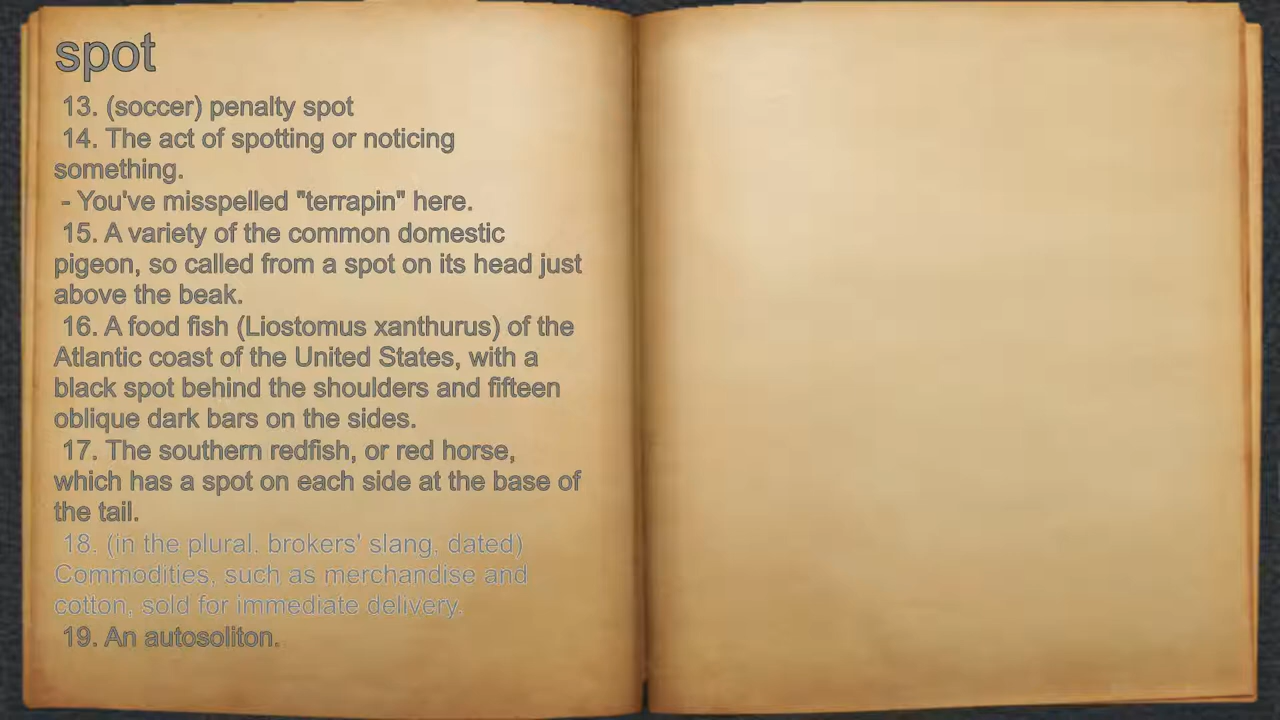 spot
13. (soccer) penalty spot
14. The act of spotting or noticing
something.
- You've misspelled "terrapin" here.
15. A variety of the common domestic
pigeon, so called from a spot on its head just
above the beak.
16. A food fish (Liostomus xanthurus) of the
Atlantic coast of the United States, with a
black spot behind the shoulders and fifteen
oblique dark bars on the sides.
17. The southern redfish, or red horse,
which has a spot on each side at the base of
the tail.
18. (in the plural, brokers' slang, dated)
Commodities, such as merchandise and
cotton, sold for immediate delivery.
19. An autosoliton.